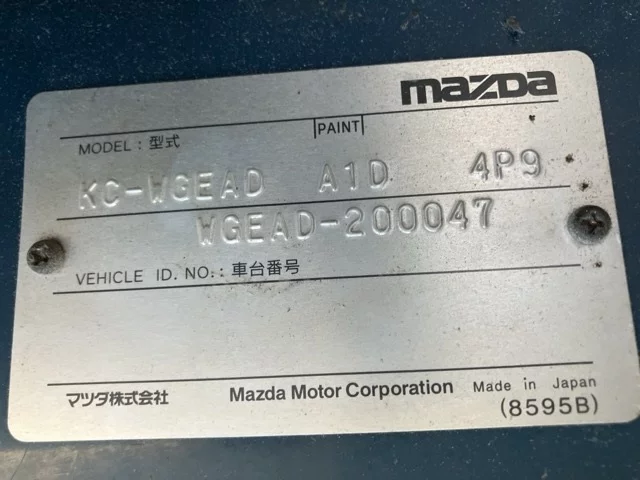 mazda
MODEL : 型式 PAINT
KC-WGEAD A1D 4P9
WGEAD-200047
VEHICLE ID. NO. : 車台番号
マツダ株式会社 Mazda Motor Corporation Made in Japan
(8595B)